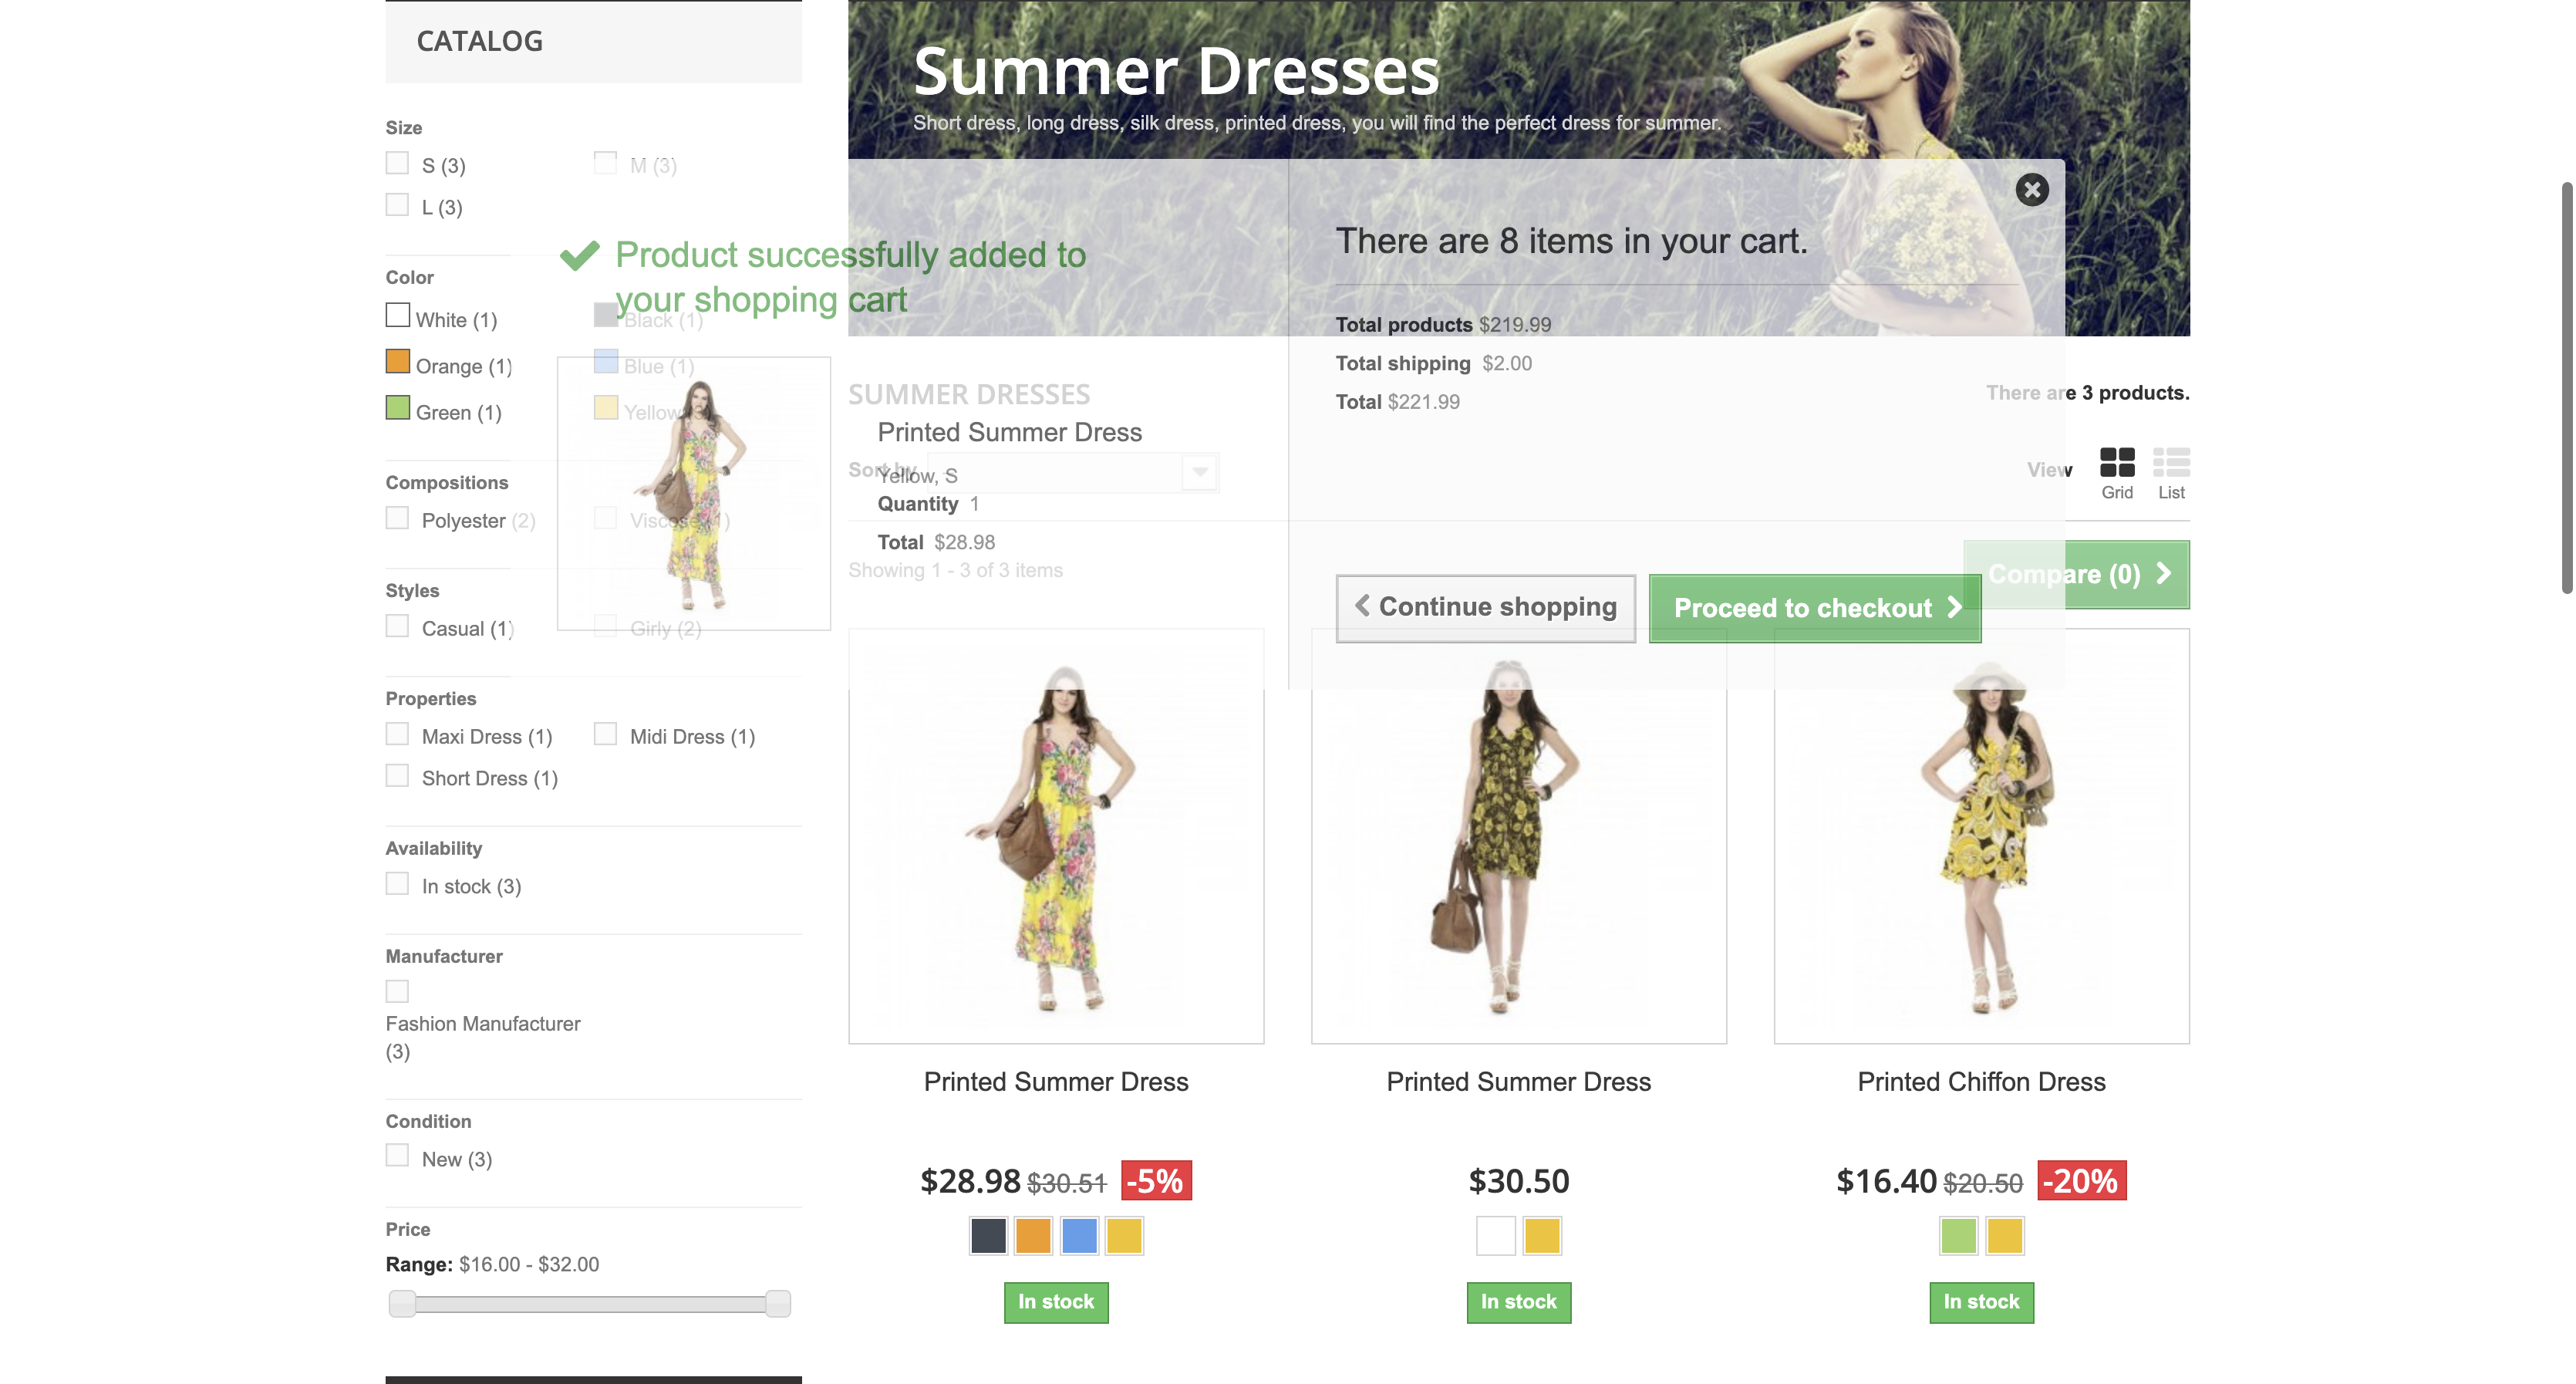 CATALOG
Size
S (3)
M (3)
L (3)
Color
White (1)
Black (1)
Orange (1)
Blue (1)
Green (1)
Yellow
Compositions
Polyester (2)
Viscose (1)
Styles
Casual (1)
Girly (2)
Properties
Maxi Dress (1)
Midi Dress (1)
Short Dress (1)
Availability
In stock (3)
Manufacturer
Fashion Manufacturer
(3)
Condition
New (3)
Price
Range: $16.00 - $32.00
Summer Dresses
Short dress, long dress, silk dress, printed dress, you will find the perfect dress for summer.
Product successfully added to
your shopping cart
Printed Summer Dress
Yellow, S
Quantity 1
Total $28.98
There are 8 items in your cart.
Total products $219.99
Total shipping $2.00
Total $221.99
Continue shopping
Proceed to checkout
SUMMER DRESSES
There are 3 products.
Sort by
View
Grid
List
Showing 1 - 3 of 3 items
Compare (0)
Printed Summer Dress
$28.98 $30.51 -5%
In stock
Printed Summer Dress
$30.50
In stock
Printed Chiffon Dress
$16.40 $20.50 -20%
In stock